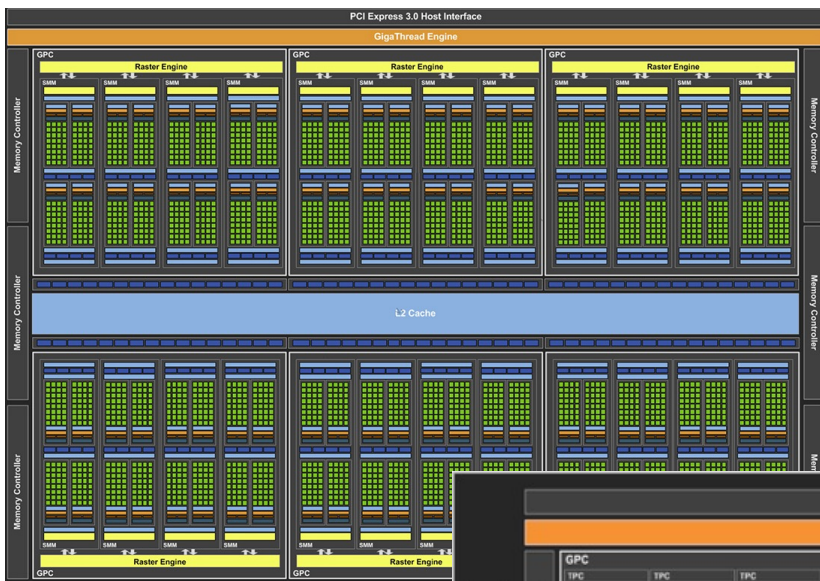 PCI Express 3.0 Host Interface
GigaThread Engine
GPC
GPC
GPC
Raster Engine
Raster Engine
Raster Engine
SMM
SMM
SMM
SMM
SMM
SMM
SMM
SMM
SMM
SMM
SMM
SMM
Memory Controller
Memory Controller
Memory Controller
Memory Controller
L2 Cache
Memory Controller
Mem
SMM
SMM
SMM
SMM
SMM
SMM
SMM
Raster Engine
Raster Engine
GPC
GPC
GPC
TPC
TPC
TPC